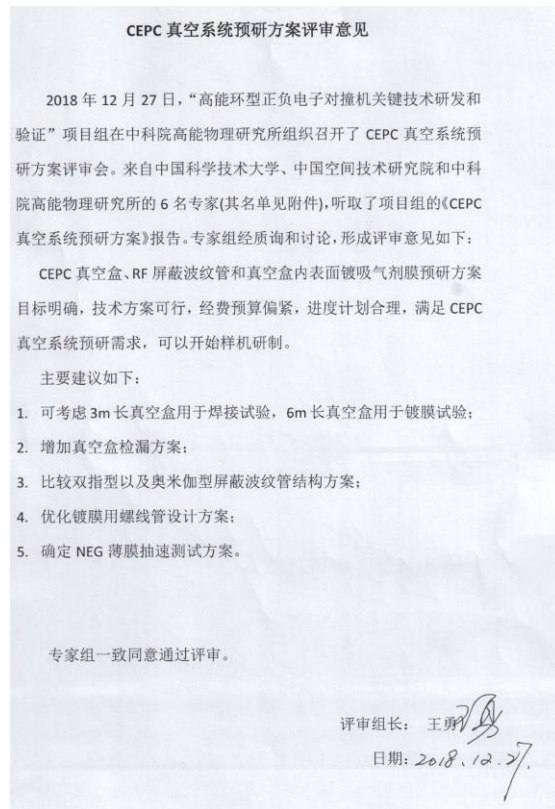 CEPC 真空系统预研方案评审意见
2018 年 12 月 27 日，“高能环型正负电子对撞机关键技术研发和
验证”项目组在中科院高能物理研究所组织召开了 CEPC 真空系统预
研方案评审会。来自中国科学技术大学、中国空间技术研究院和中科
院高能物理研究所的 6 名专家(其名单见附件),听取了项目组的《CEPC
真空系统预研方案》报告。专家组经质询和讨论，形成评审意见如下：
CEPC 真空盒、RF 屏蔽波纹管和真空盒内表面镀吸气剂膜预研方案
目标明确，技术方案可行，经费预算偏紧，进度计划合理，满足 CEPC
真空系统预研需求，可以开始样机研制。
主要建议如下：
1. 可考虑 3m 长真空盒用于焊接试验，6m 长真空盒用于镀膜试验；
2. 增加真空盒检漏方案；
3. 比较双指型以及奥米伽型屏蔽波纹管结构方案；
4. 优化镀膜用螺线管设计方案；
5. 确定 NEG 薄膜抽速测试方案。
专家组一致同意通过评审。
评审组长： 王勇
日期: 2018.12.27.